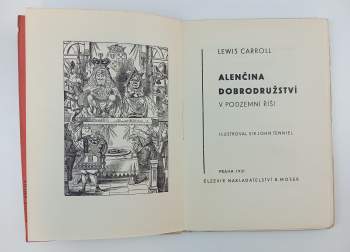 LEWIS CARROLL
ALENČINA
DOBRODRUŽSTVÍ
V PODZEMNÍ ŘÍŠI
ILUSTROVAL SIR JOHN TENNIEL
PRAHA 1931
ELZEVIR NAKLADATELSTVÍ R. MOSER